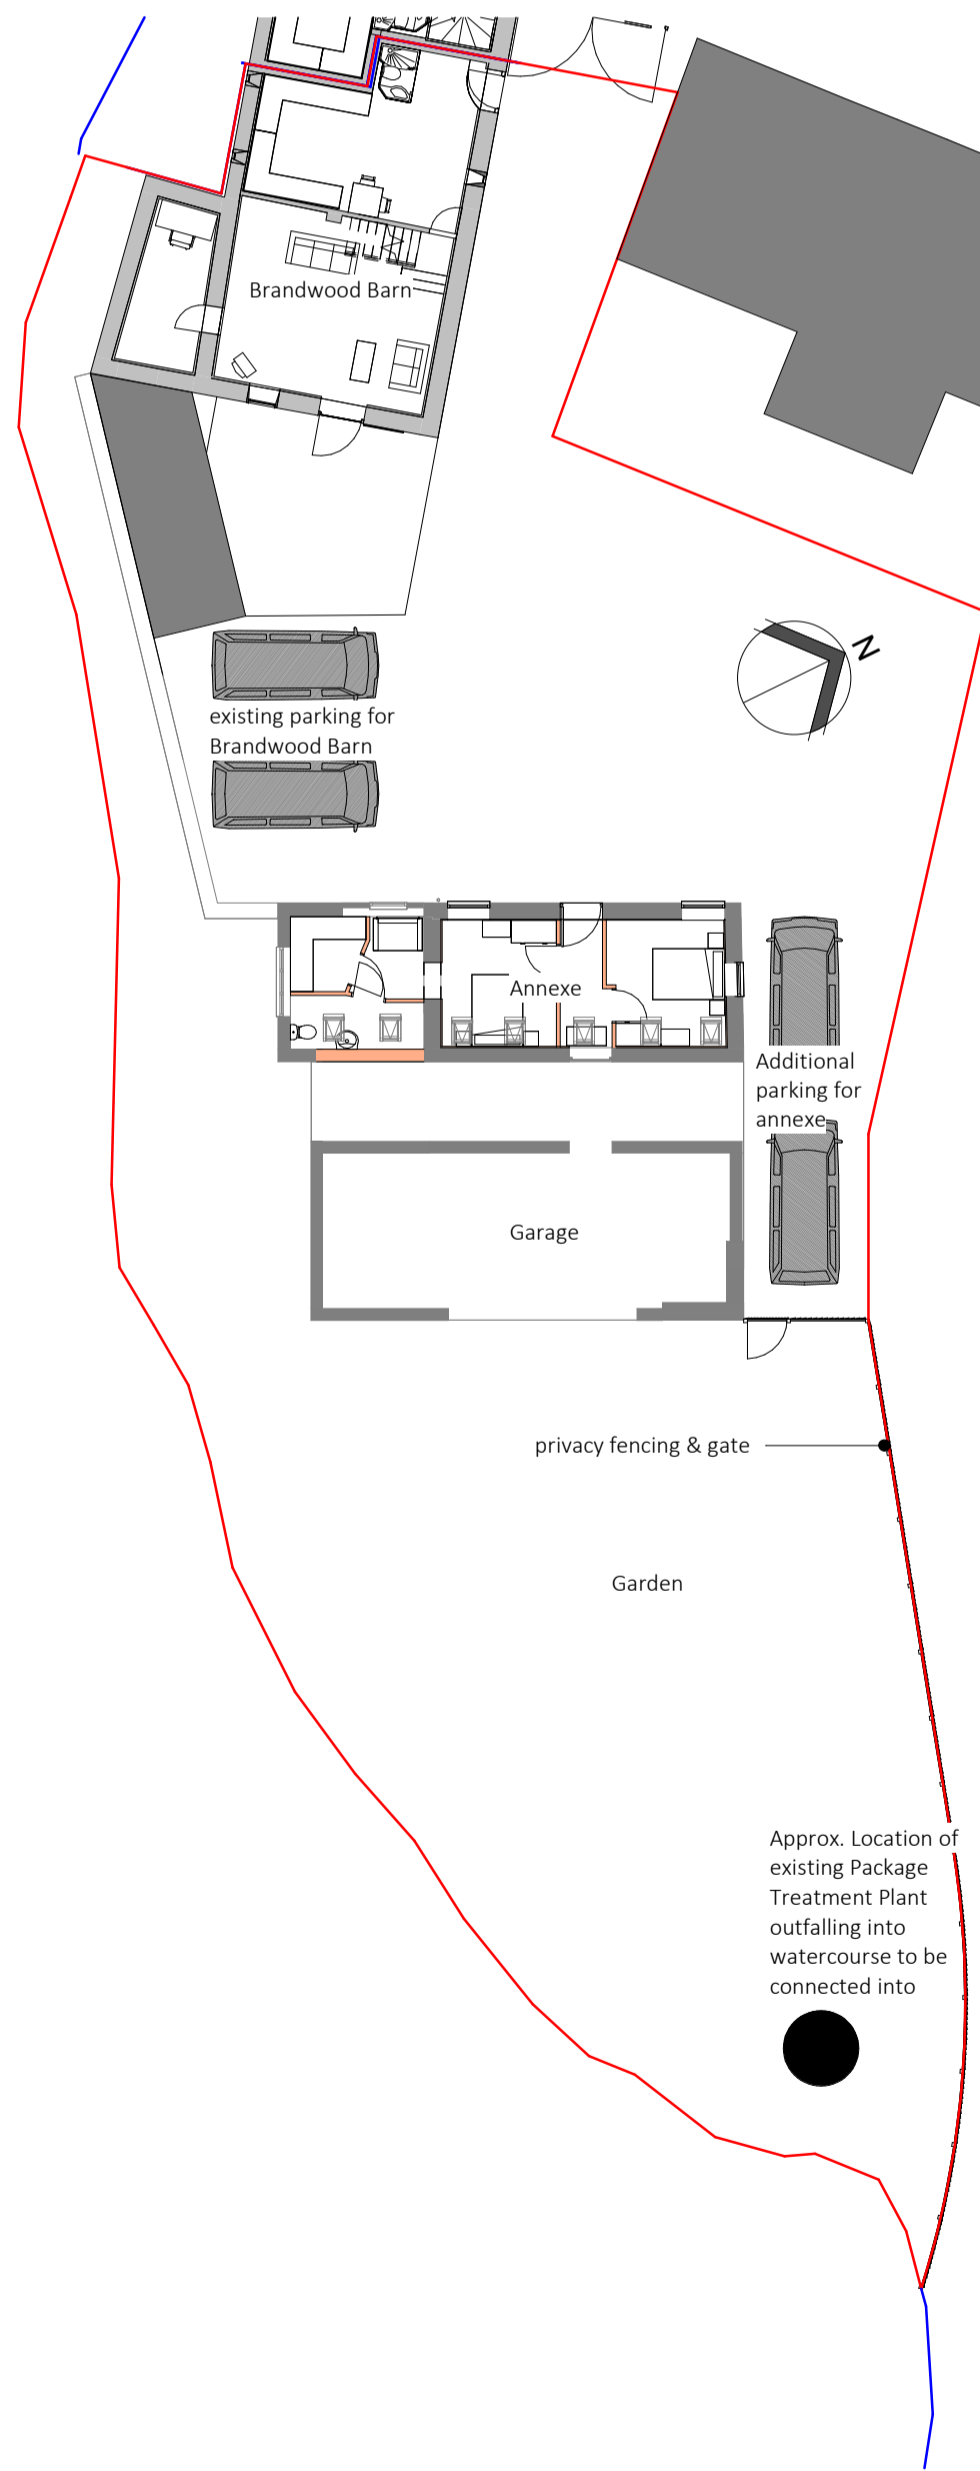 Brandwood Barn
N
existing parking for
Brandwood Barn
Annexe
Additional
parking for
annexe
Garage
privacy fencing & gate
Garden
Approx. Location of
existing Package
Treatment Plant
outfalling into
watercourse to be
connected into